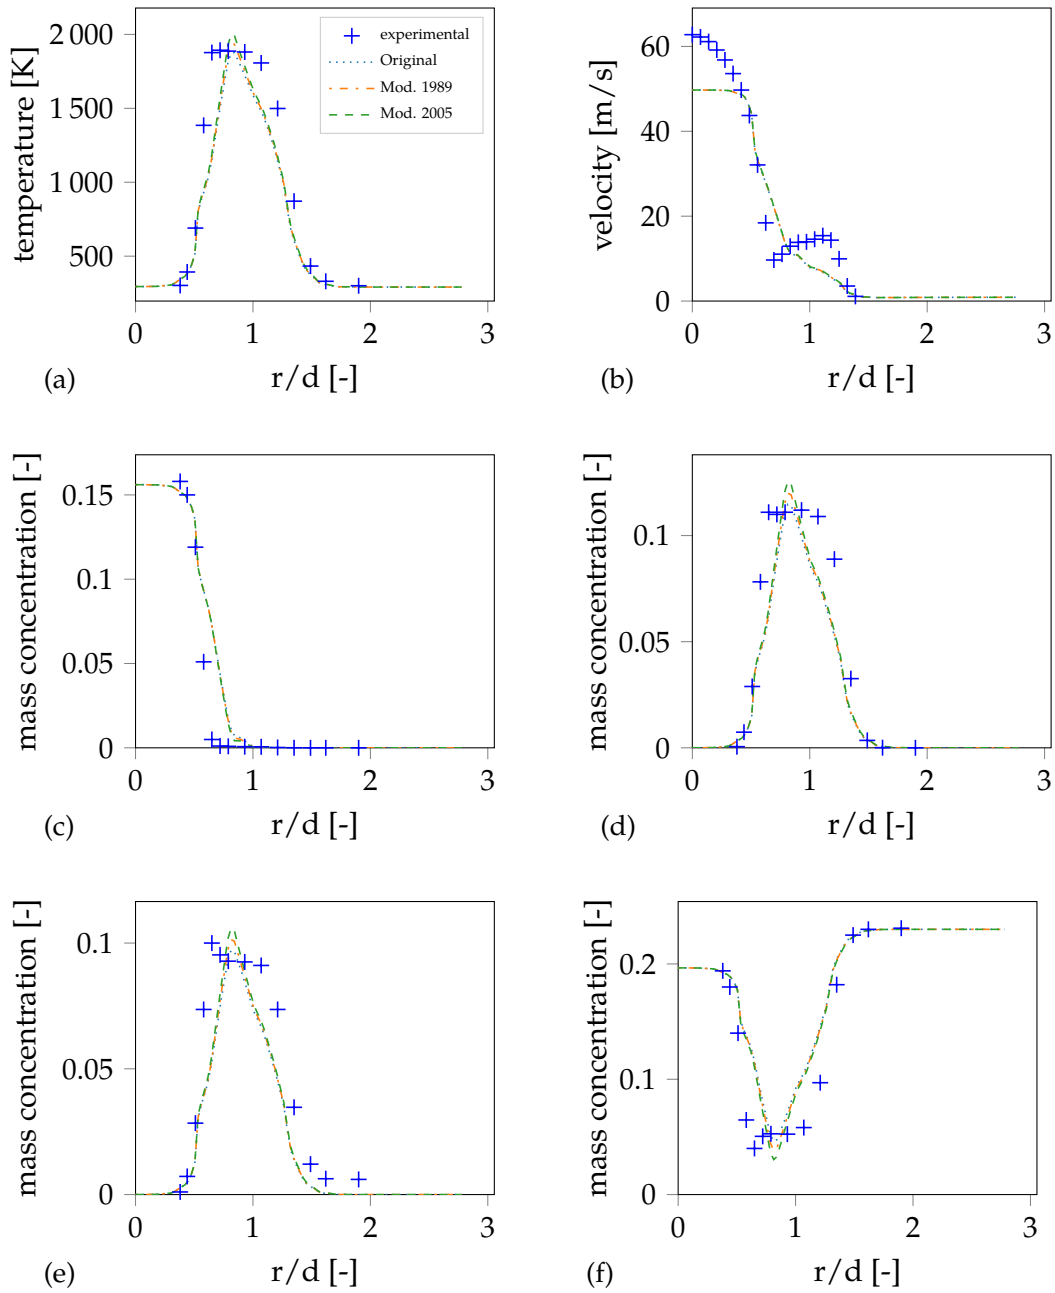 temperature [K]
2 000
1 500
1 000
500
0
1
2
3
r/d [-]
(a)
experimental
Original
Mod. 1989
Mod. 2005
velocity [m/s]
60
40
20
0
0
1
2
3
r/d [-]
(b)
mass concentration [-]
0.15
0.1
0.05
0
0
1
2
3
r/d [-]
(c)
mass concentration [-]
0.1
0.05
0
0
1
2
3
r/d [-]
(d)
mass concentration [-]
0.1
0.05
0
0
1
2
3
r/d [-]
(e)
mass concentration [-]
0.2
0.1
0
0
1
2
3
r/d [-]
(f)